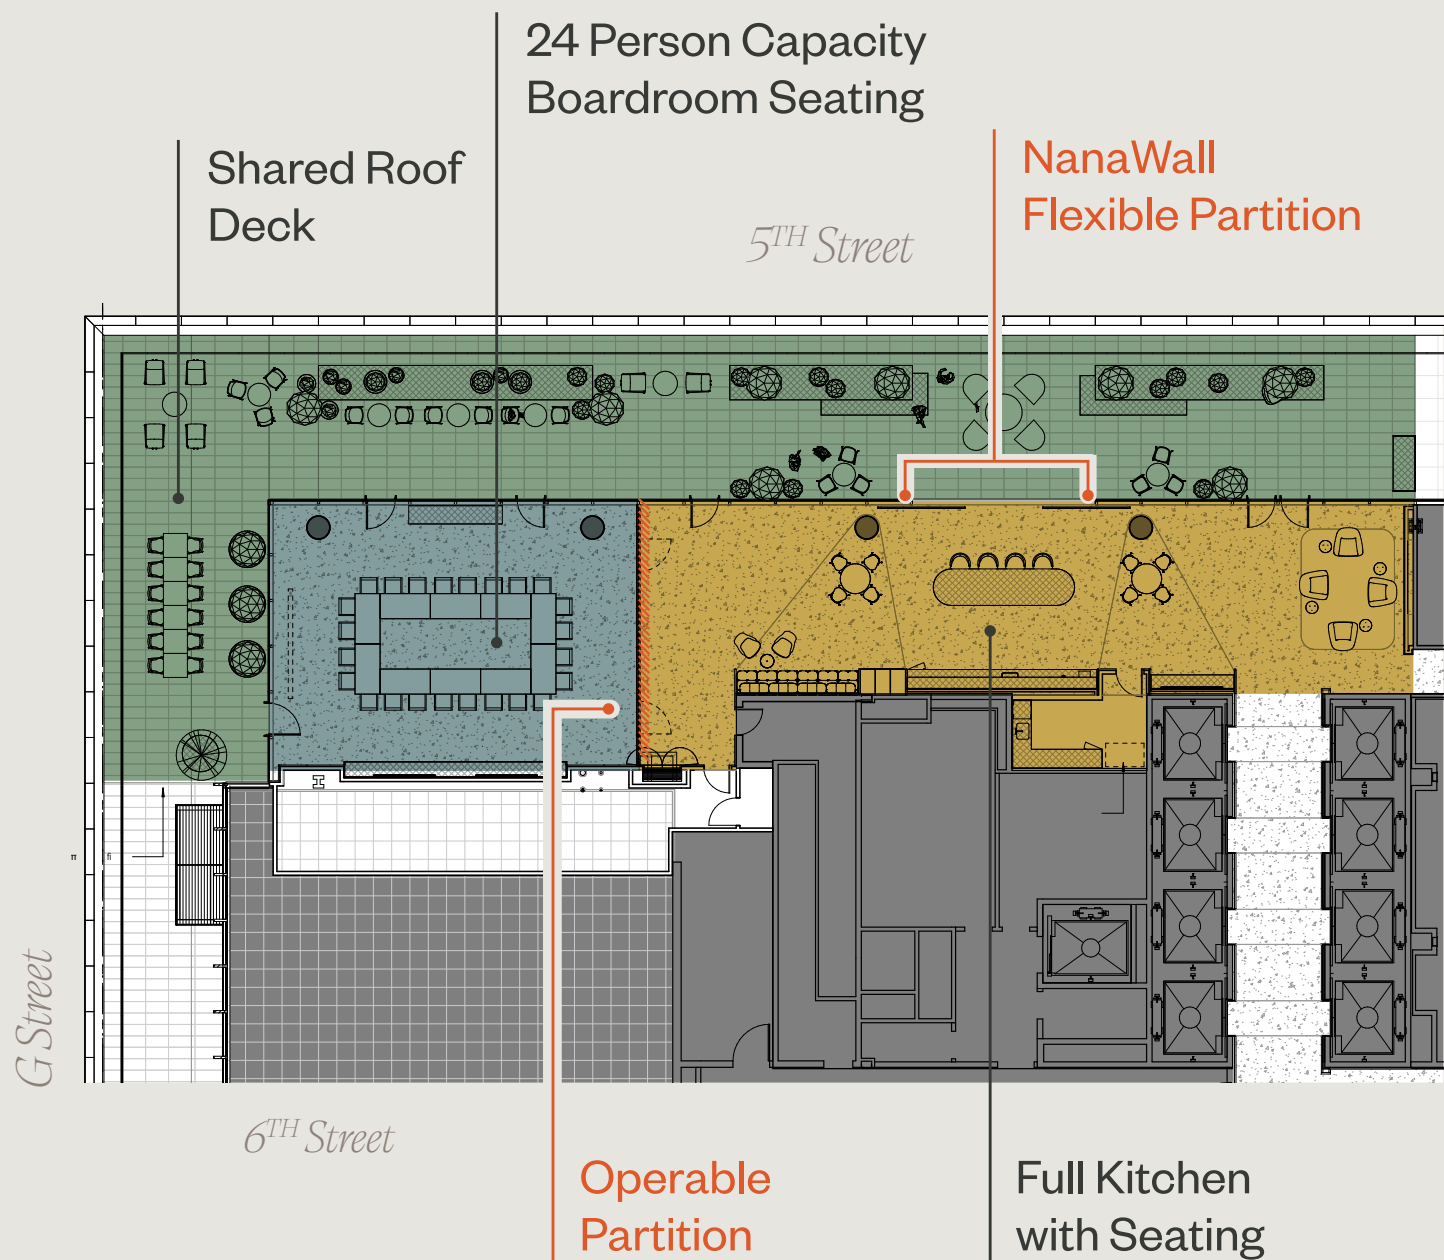 24 Person Capacity
Boardroom Seating
Shared Roof
Deck
NanaWall
Flexible Partition
5TH Street
G Street
6TH Street
Operable
Partition
Full Kitchen
with Seating